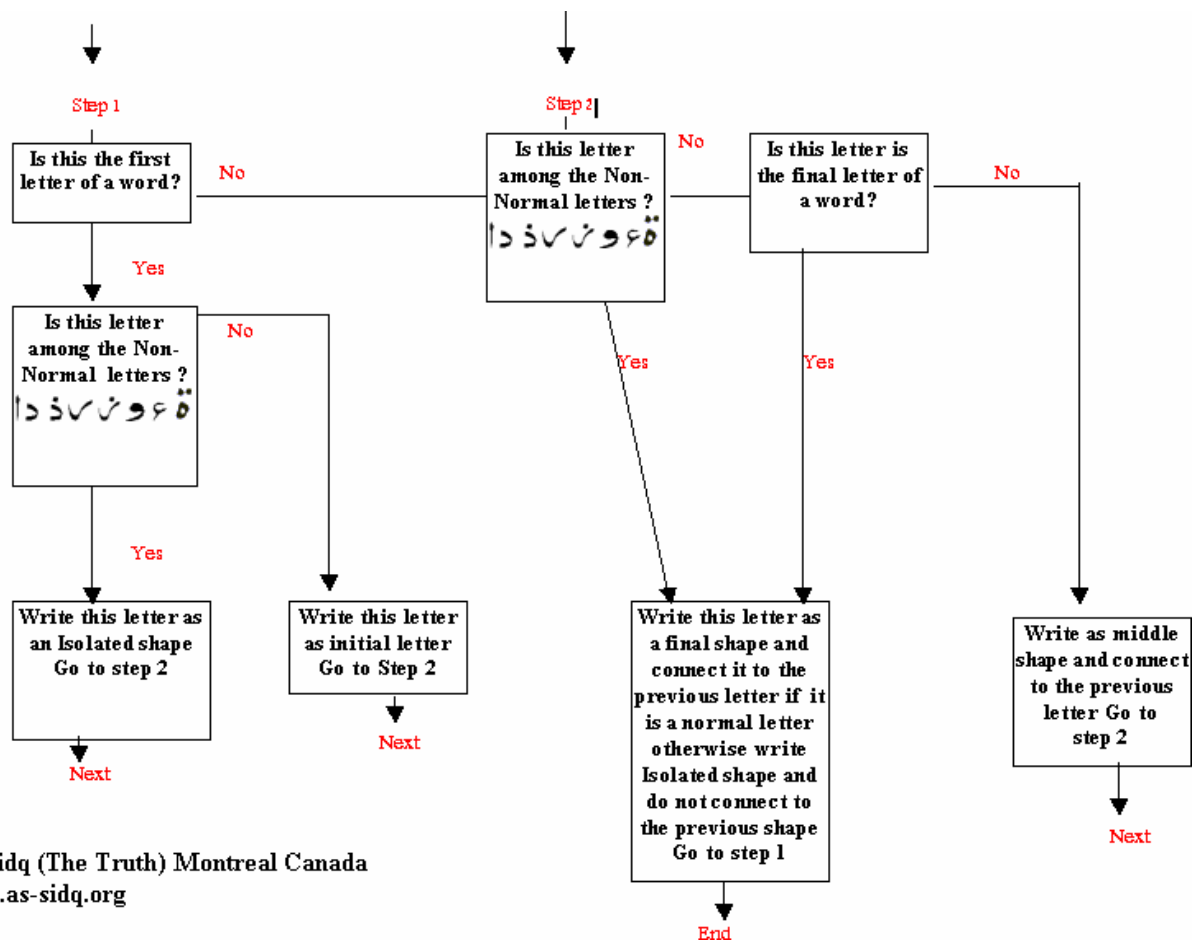 Step 1
Is this the first
letter of a word?
No
Yes
Is this letter
among the Non-
Normal letters ?
ة ء و ز ر ذ د ا
No
Yes
Write this letter as
an Isolated shape
Go to step 2
Next
Write this letter
as initial letter
Go to Step 2
Next
Step 2
Is this letter
among the Non-
Normal letters ?
ة ء و ز ر ذ د ا
No
Yes
Is this letter is
the final letter of
a word?
No
Yes
Write this letter as
a final shape and
connect it to the
previous letter if it
is a normal letter
otherwise write
Isolated shape and
do not connect to
the previous shape
Go to step 1
End
Write as middle
shape and connect
to the previous
letter Go to
step 2
Next
idq (The Truth) Montreal Canada
.as-sidq.org